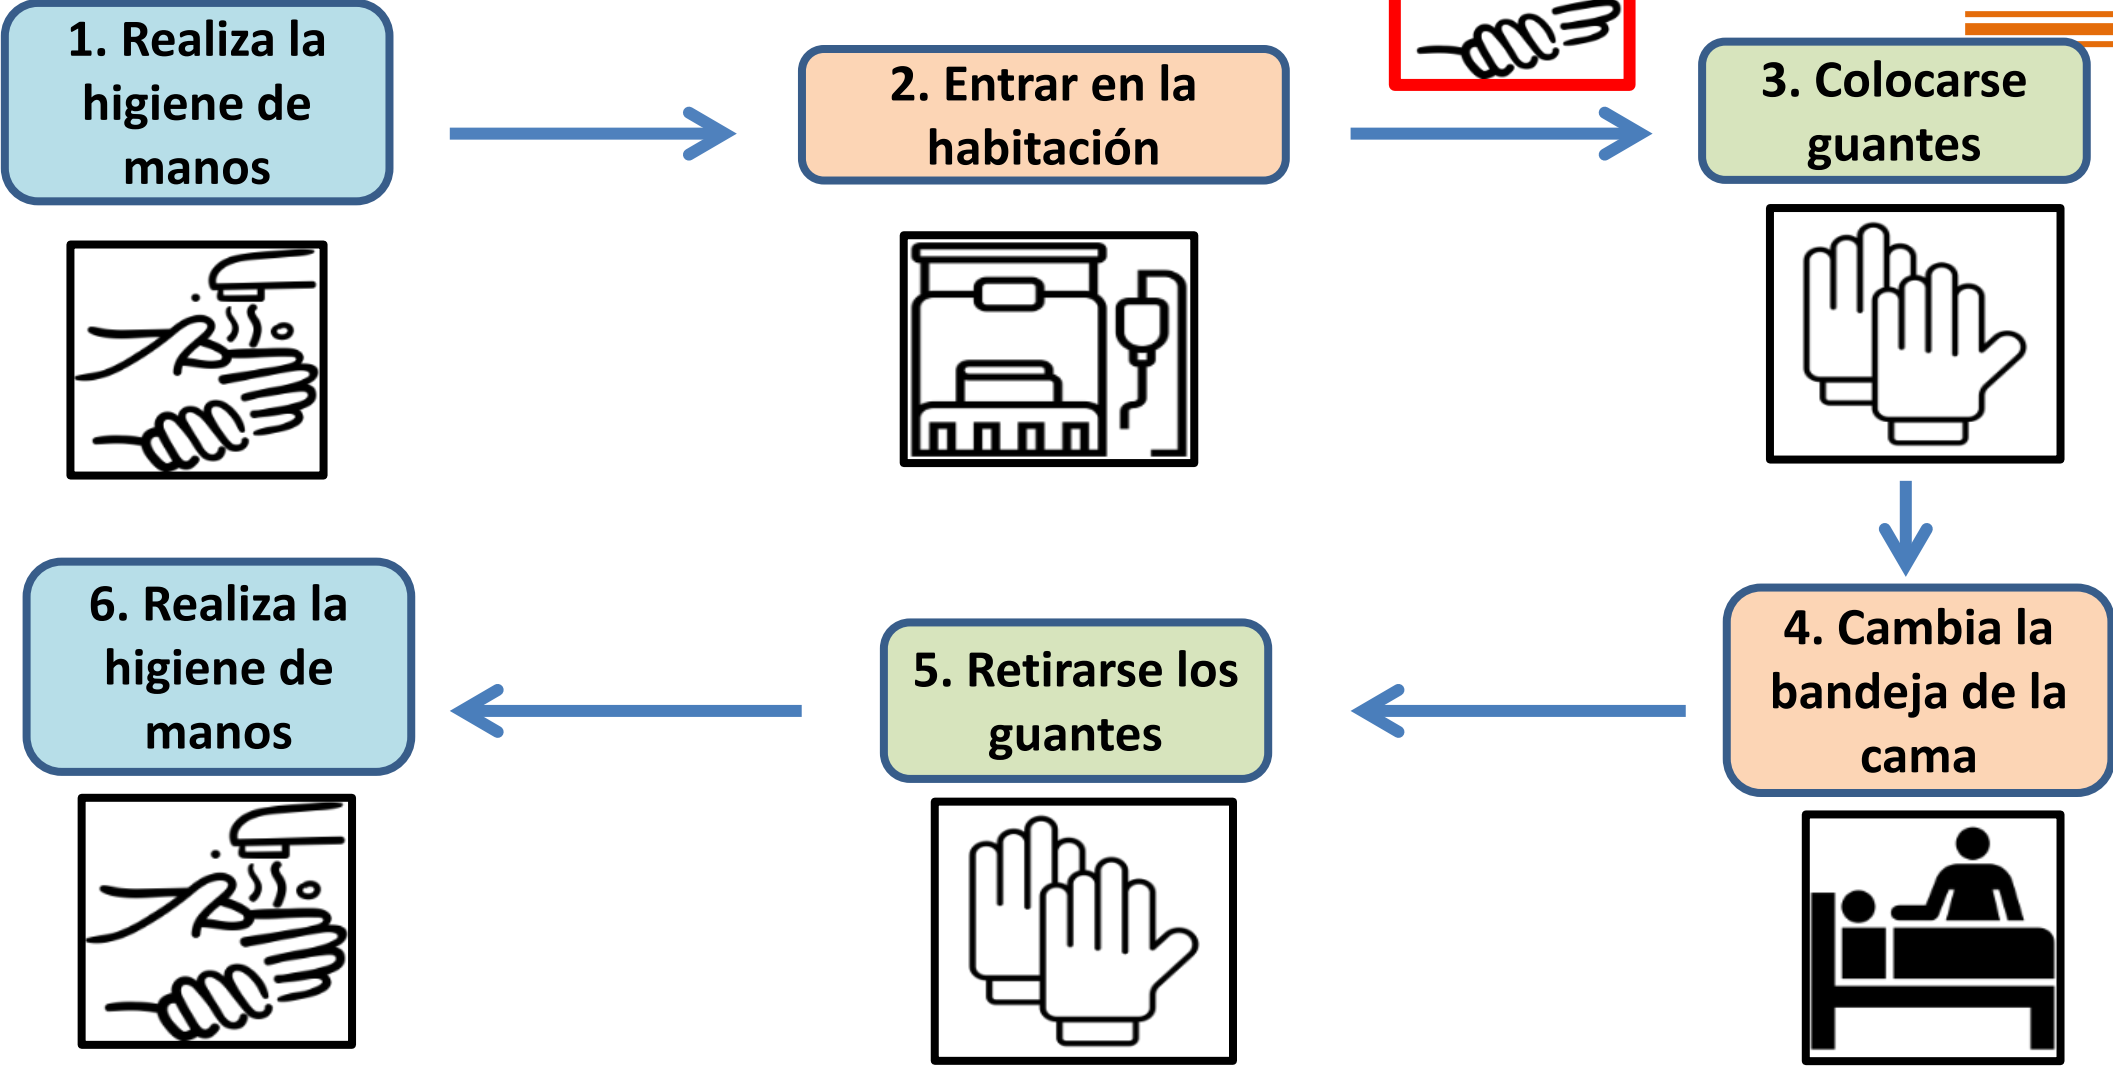 1. Realiza la
higiene de
manos
2. Entrar en la
habitación
3. Colocarse
guantes
4. Cambia la
bandeja de la
cama
5. Retirarse los
guantes
6. Realiza la
higiene de
manos